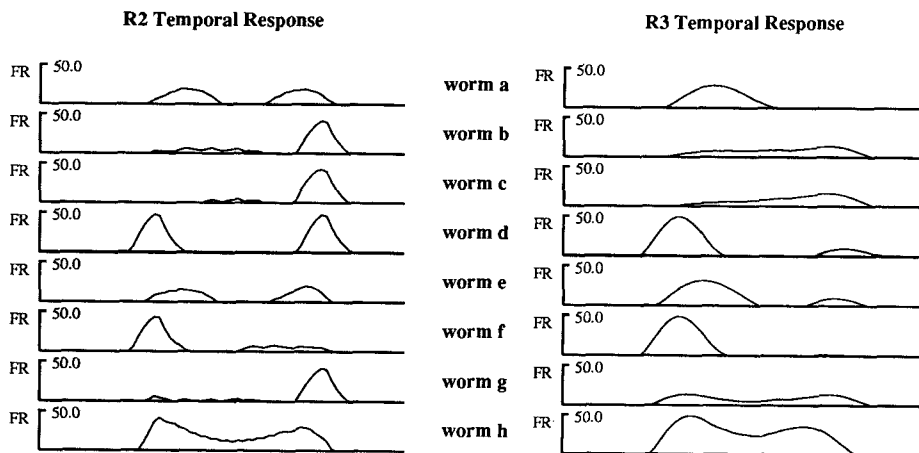 R2 Temporal Response
R3 Temporal Response
FR 50.0 worm a FR 50.0
FR 50.0 worm b FR 50.0
FR 50.0 worm c FR 50.0
FR 50.0 worm d FR 50.0
FR 50.0 worm e FR 50.0
FR 50.0 worm f FR 50.0
FR 50.0 worm g FR 50.0
FR 50.0 worm h FR 50.0